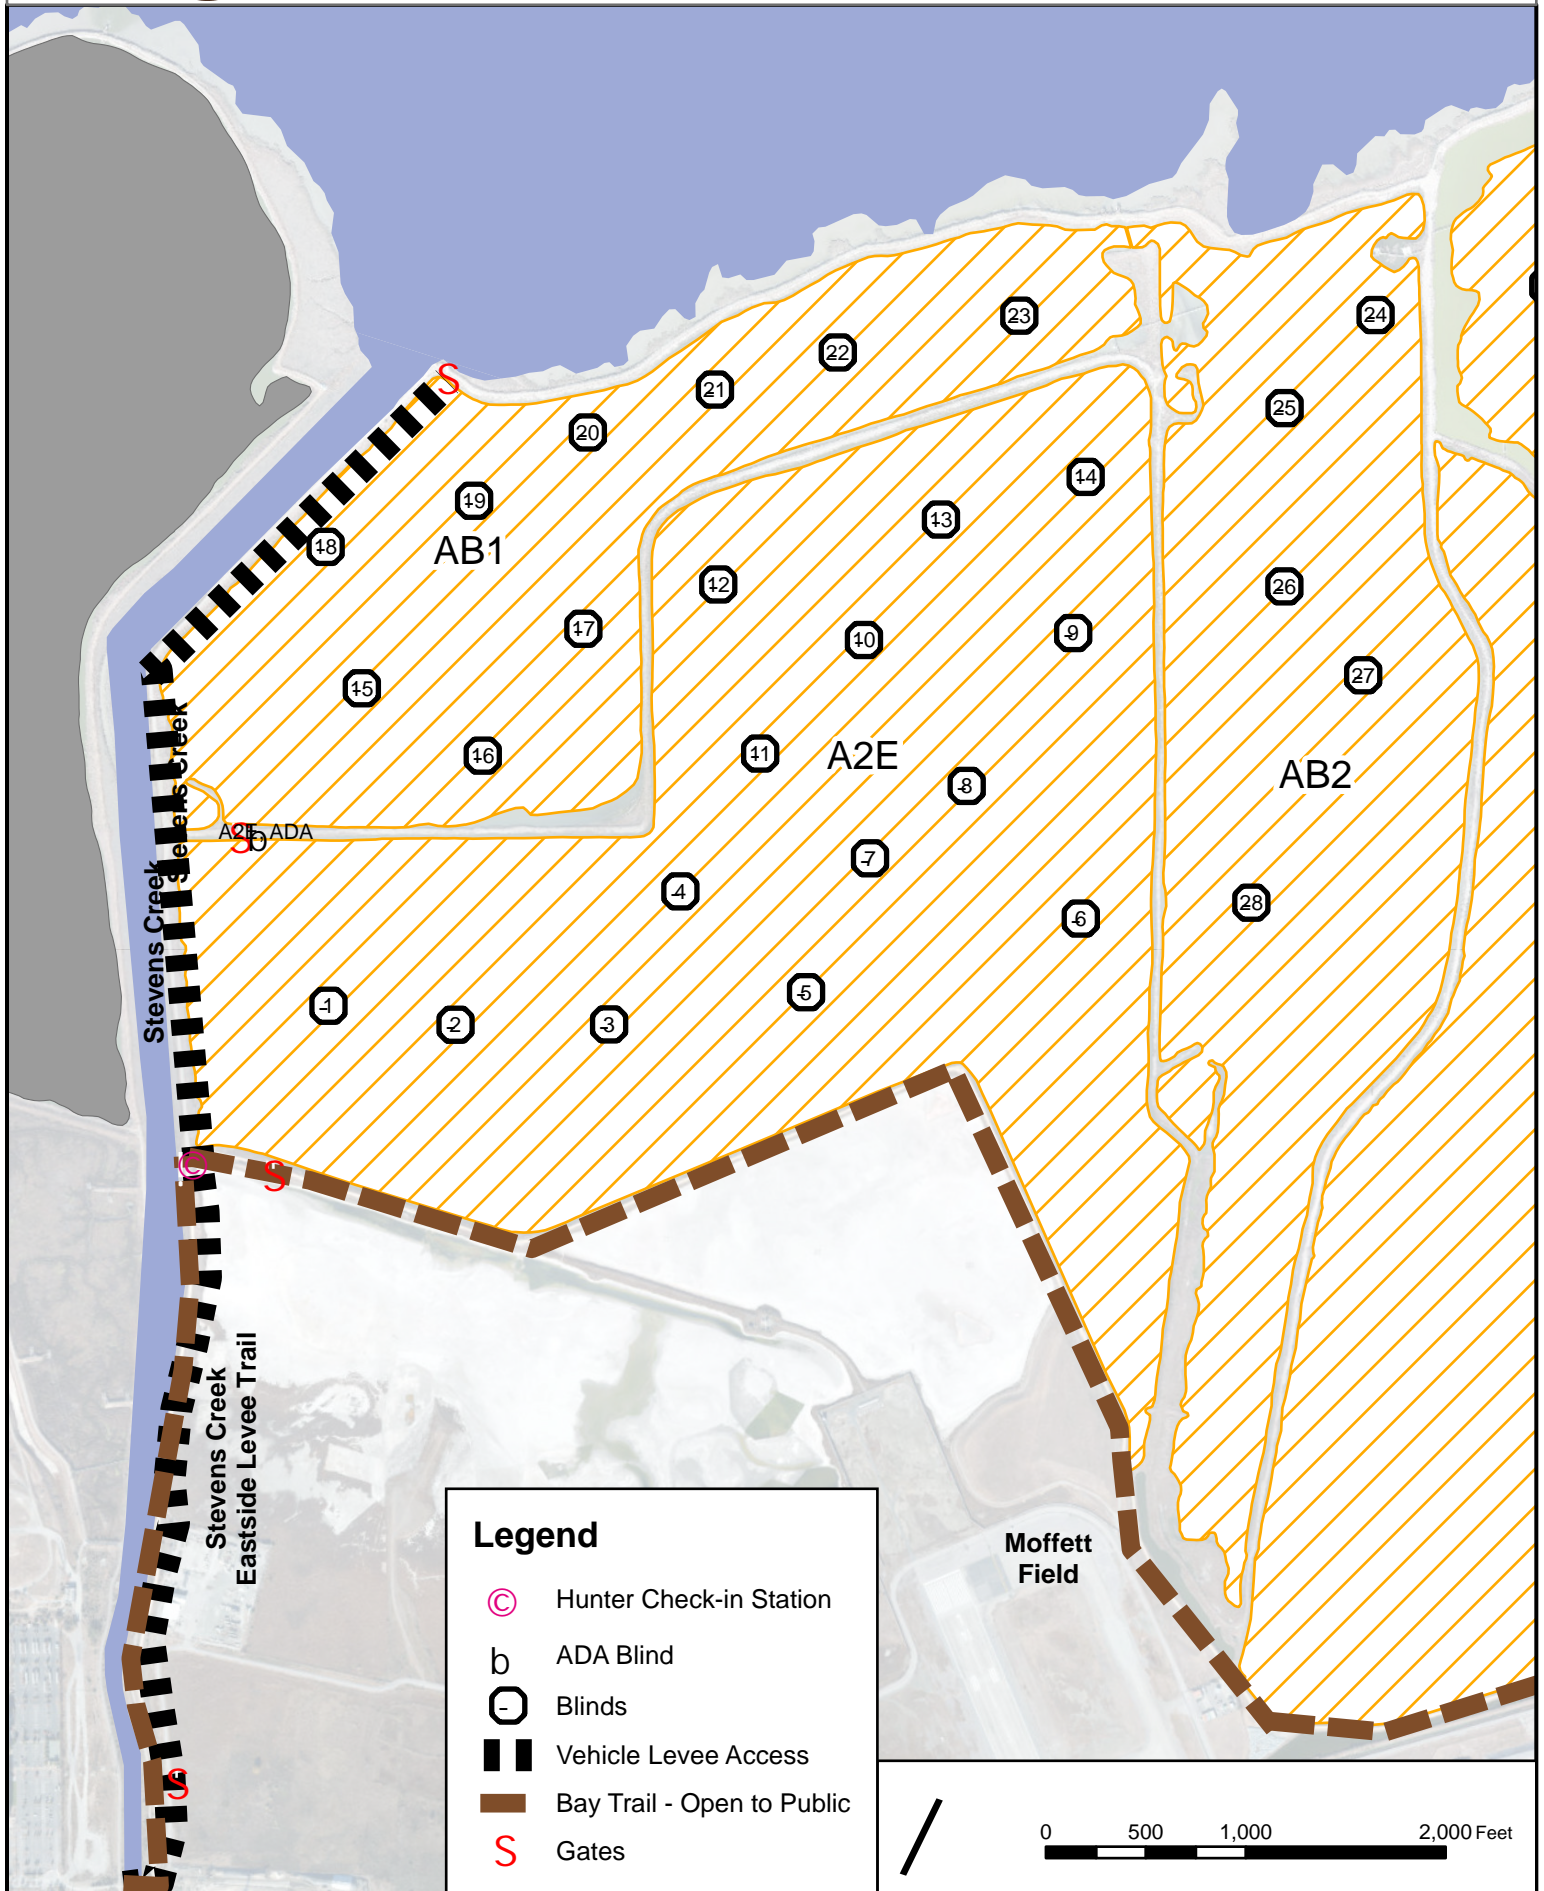 23
24
22
S
21
25
20
14
19
13
18
AB1
12
26
17
10
9
27
15
16
11
A2E
8
AB2
Stevens Creek
A2E, ADA
S
b
7
4
28
6
Stevens Creek
5
1
2
3
©
S
Stevens Creek
Eastside Levee Trail
Moffett
Field
S
Legend
© Hunter Check-in Station
b ADA Blind
- Blinds
Vehicle Levee Access
Bay Trail - Open to Public
S Gates
0 500 1,000 2,000 Feet